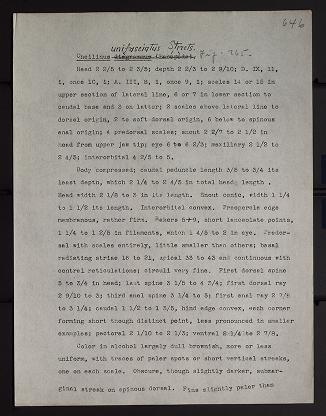 646
unifasciatus Streets.
Cheilinus Fig. 765.
Head 2 2/5 to 2 3/5; depth 2 2/3 to 2 9/10; D. IX, 11,
1, once 10, 1; A. III, 8, 1, once 9, 1; scales 14 or 15 in
upper section of lateral line, 6 or 7 in lower section to
caudal base and 3 on latter; 2 scales above lateral line to
dorsal origin, 2 to soft dorsal origin, 6 below to spinous
anal origin; 4 predorsal scales; snout 2 2/7 to 2 1/2 in
head from upper jaw tip; eye 6 to 6 2/3; maxillary 2 1/2 to
2 4/5; interorbital 4 2/5 to 5.
Body compressed; caudal peduncle length 3/5 to 3/4 its
least depth, which 2 1/4 to 2 4/5 in total head length.
Head width 2 1/8 to 3 in its length. Snout conic, width 1 1/4
to 1 1/2 its length. Interorbital convex. Preopercle edge
membranous, rather firm. Rakers 5+9, short lanceolate points,
1 1/4 to 1 2/5 in filaments, which 1 4/5 to 2 in eye. Predor-
sal with scales entirely, little smaller than others; basal
radiating striae 18 to 21, apical 33 to 43 and continuous with
central reticulations; circuli very fine. First dorsal spine
3 to 3/4 in head; last spine 3 1/5 to 4 3/4; first dorsal ray
2 9/10 to 3; third anal spine 3 1/4 to 5; first anal ray 2 7/8
to 3 1/5; caudal 1 1/2 to 1 3/5, hind edge convex, each corner
forming short though distinct point, less pronounced in smaller
examples; pectoral 2 1/10 to 2 1/3; ventral 2 1/4 to 2 7/8.
Color in alcohol largely dull brownish, more or less
uniform, with traces of paler spots or short vertical streaks,
one on each scale. Obscure, though slightly darker, submar-
ginal streak on spinous dorsal. Fins slightly paler than